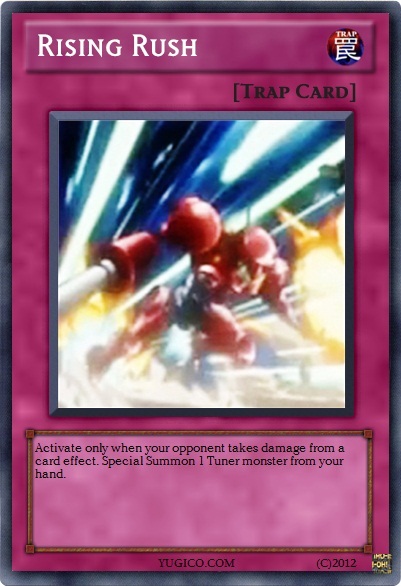 Rising Rush
TRAP
罠
[Trap Card]
Activate only when your opponent takes damage from a
card effect. Special Summon 1 Tuner monster from your
hand.
YUGICO.COM (C)2012